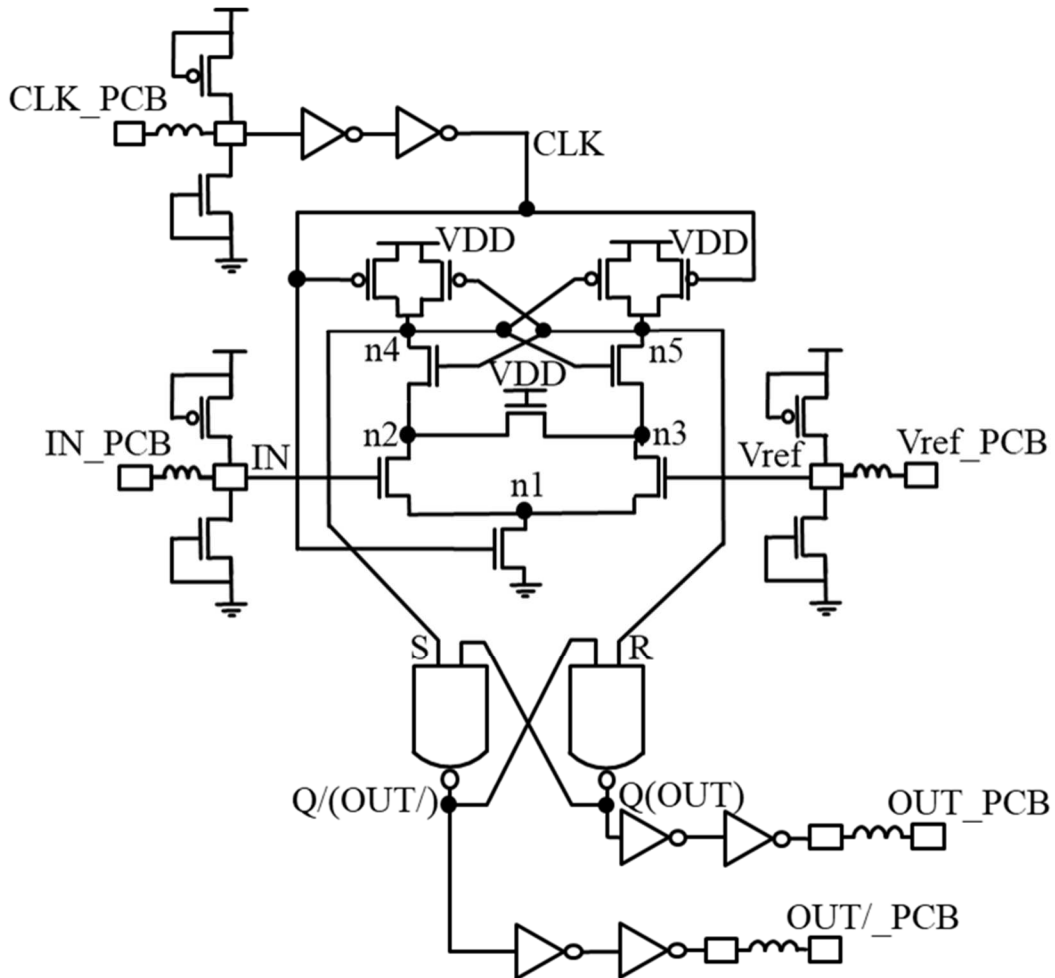 CLK_PCB
CLK
VDD
VDD
n4
n5
VDD
n2
n3
IN_PCB
IN
Vref
Vref_PCB
n1
S
R
Q/(OUT/)
Q(OUT)
OUT_PCB
OUT/_PCB